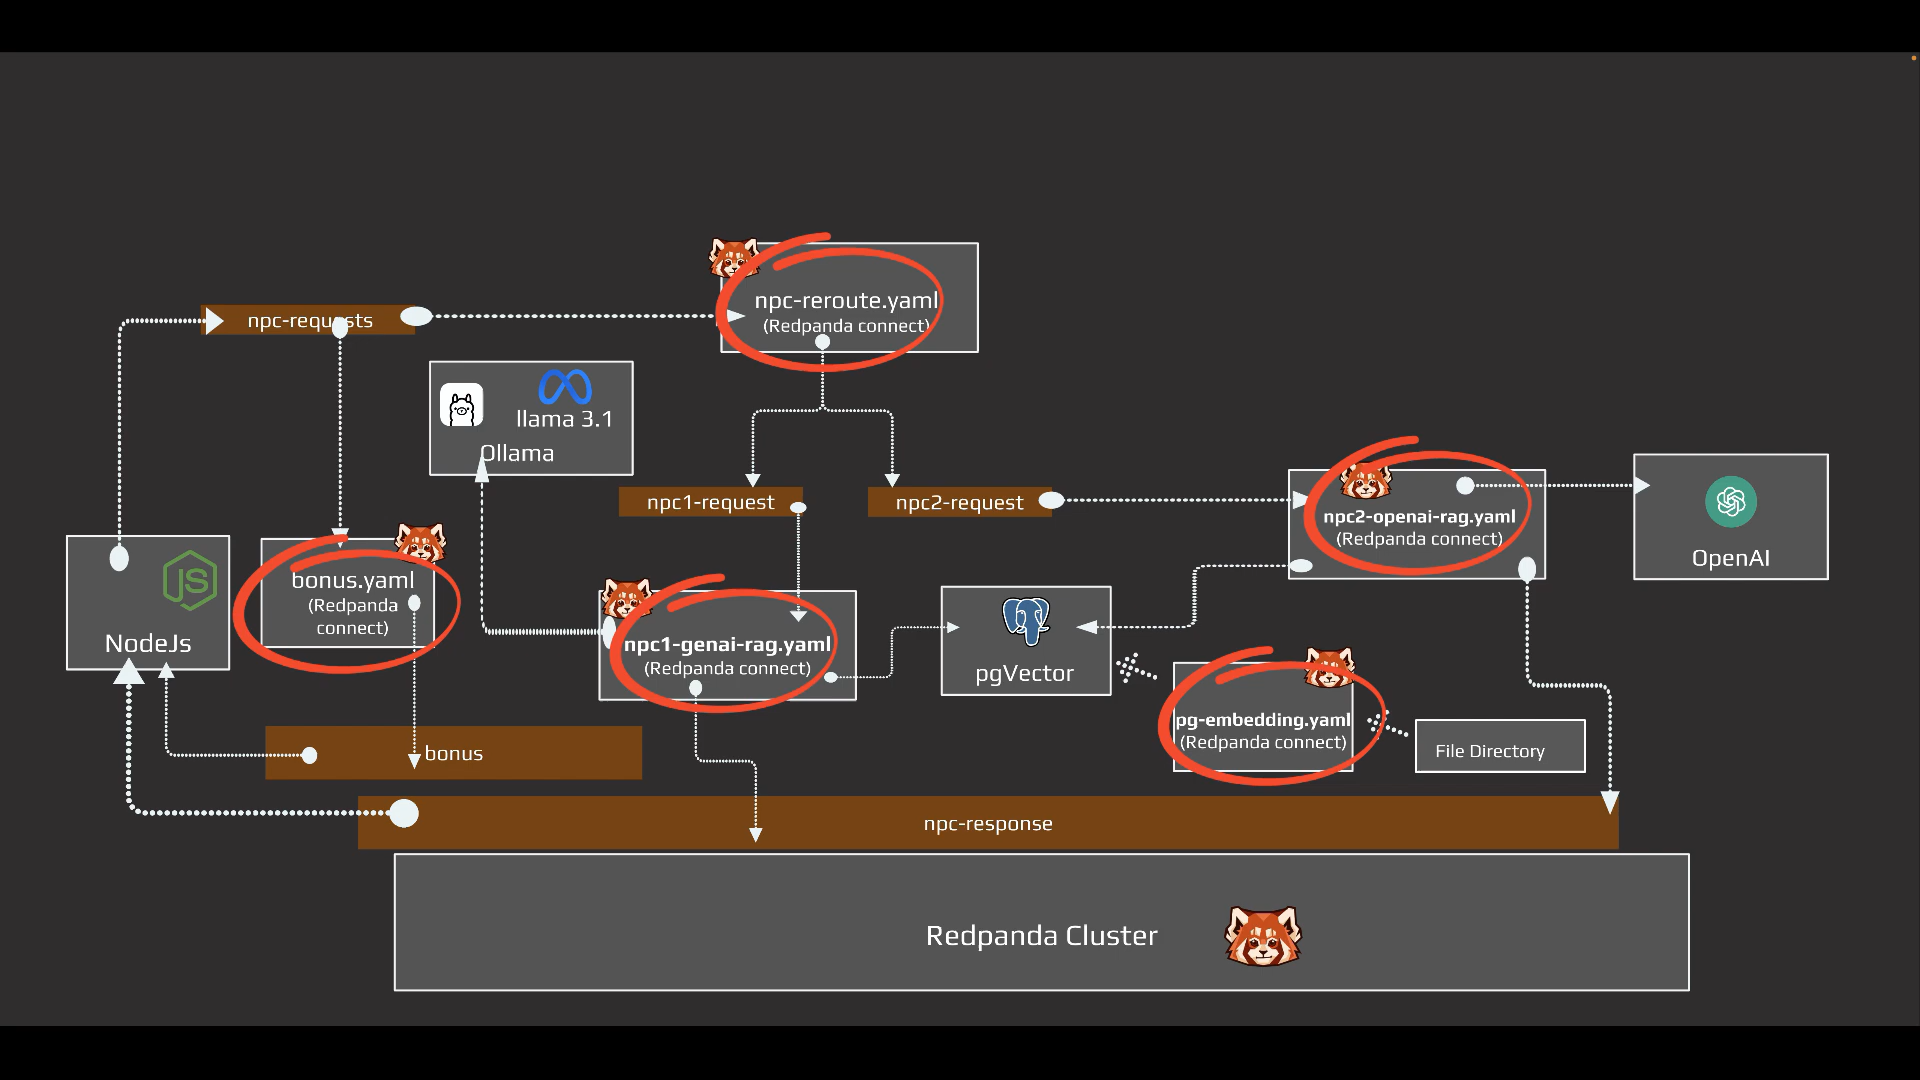 npc-reroute.yaml
(Redpanda connect)
npc-requests
llama 3.1
Ollama
npc1-request
npc2-request
npc2-openai-rag.yaml
(Redpanda connect)
OpenAI
JS
NodeJs
bonus.yaml
(Redpanda
connect)
npc1-genai-rag.yaml
(Redpanda connect)
pgVector
pg-embedding.yaml
(Redpanda connect)
File Directory
bonus
npc-response
Redpanda Cluster